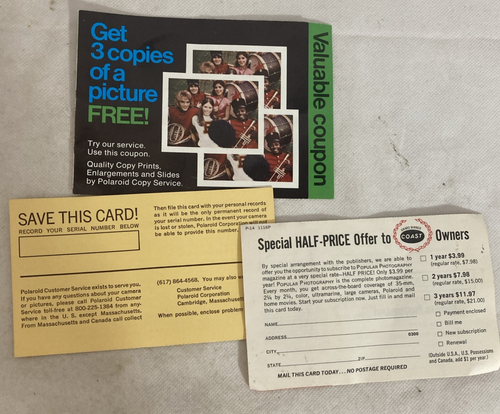 Get
3 copies
of a
picture
FREE!
Try our service.
Use this coupon.
Quality Copy Prints,
Enlargements and Slides
by Polaroid Copy Service.
Valuable coupon
SAVE THIS CARD!
RECORD YOUR SERIAL NUMBER BELOW
Then file this card with your personal records
as it will be the only permanent record of
your serial number. In the event your camera
is lost or stolen, Polaroid Corporation will not
be able to provide this number.
Polaroid Customer Service exists to serve you.
If you have any questions about your camera
or pictures, please call Polaroid Customer
Service toll-free at 800-225-1384 from any-
where in the U. S. except Massachusetts.
From Massachusetts and Canada call collect
(617) 864-4568. You may also w
Customer Service
Polaroid Corporation
Cambridge, Massachusetts
When possible, enclose problem
P-14 1115P
Special HALF-PRICE Offer to COAST Owners
By special arrangement with the publishers, we are able to
offer you the opportunity to subscribe to POPULAR PHOTOGRAPHY
magazine at a very special rate—HALF PRICE! Only $3.99 per
year! POPULAR PHOTOGRAPHY is the complete photomagazine.
Every month, you get across-the-board coverage of 35-mm,
2¼ by 2¼, color, ultramarine, large cameras, Polaroid and
home movies. Start your subscription now. Just fill in and mail
this card today.
NAME
ADDRESS 0360
CITY
STATE ZIP
MAIL THIS CARD TODAY... NO POSTAGE REQUIRED
1 year $3.99
(regular rate, $7.98)
2 years $7.98
(regular rate, $15.00)
3 years $11.97
(regular rate, $21.00)
Payment enclosed
Bill me
New subscription
Renewal
(Outside U.S.A., U.S. Possessions
and Canada, add $1 per year.)